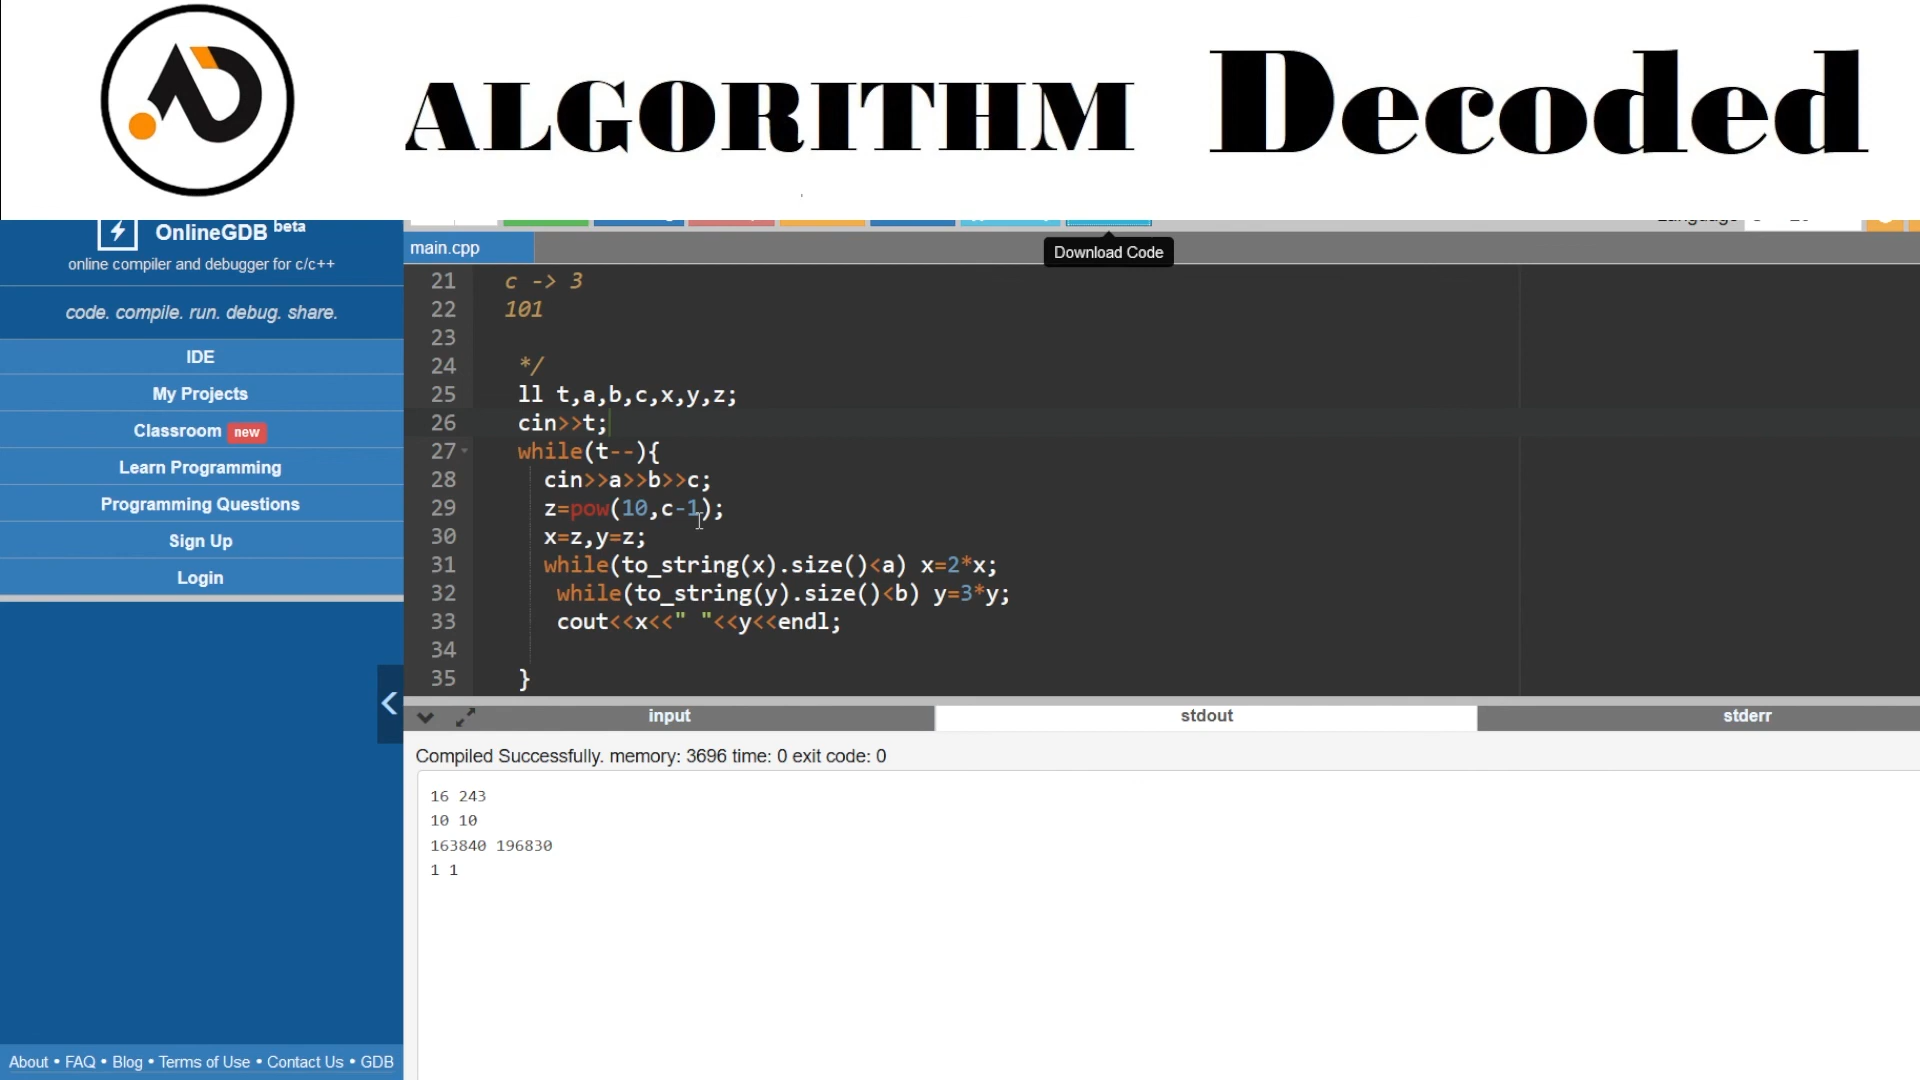 ALGORITHM Decoded
OnlineGDB beta
online compiler and debugger for c/c++
code. compile. run. debug. share.
IDE
My Projects
Classroom new
Learn Programming
Programming Questions
Sign Up
Login
About • FAQ • Blog • Terms of Use • Contact Us • GDB
main.cpp
Download Code
21 c -> 3
22 101
23
24 */
25 ll t,a,b,c,x,y,z;
26 cin>>t;
27 while(t--){
28 cin>>a>>b>>c;
29 z=pow(10,c-1);
30 x=z,y=z;
31 while(to_string(x).size()<a) x=2*x;
32 while(to_string(y).size()<b) y=3*y;
33 cout<<x<<" "<<y<<endl;
34
35 }
input stdout stderr
Compiled Successfully. memory: 3696 time: 0 exit code: 0
16 243
10 10
163840 196830
1 1